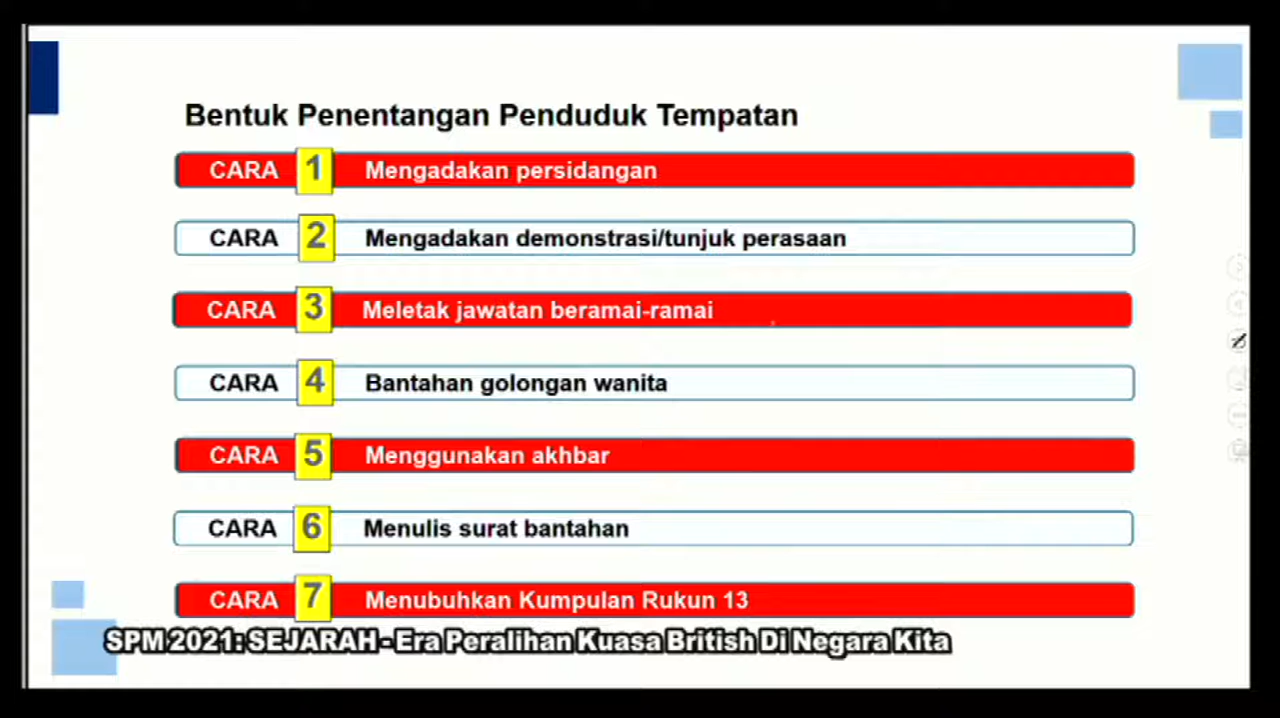 Bentuk Penentangan Penduduk Tempatan
CARA 1 Mengadakan persidangan
CARA 2 Mengadakan demonstrasi/tunjuk perasaan
CARA 3 Meletak jawatan beramai-ramai
CARA 4 Bantahan golongan wanita
CARA 5 Menggunakan akhbar
CARA 6 Menulis surat bantahan
CARA 7 Menubuhkan Kumpulan Rukun 13
SPM 2021: SEJARAH - Era Peralihan Kuasa British Di Negara Kita